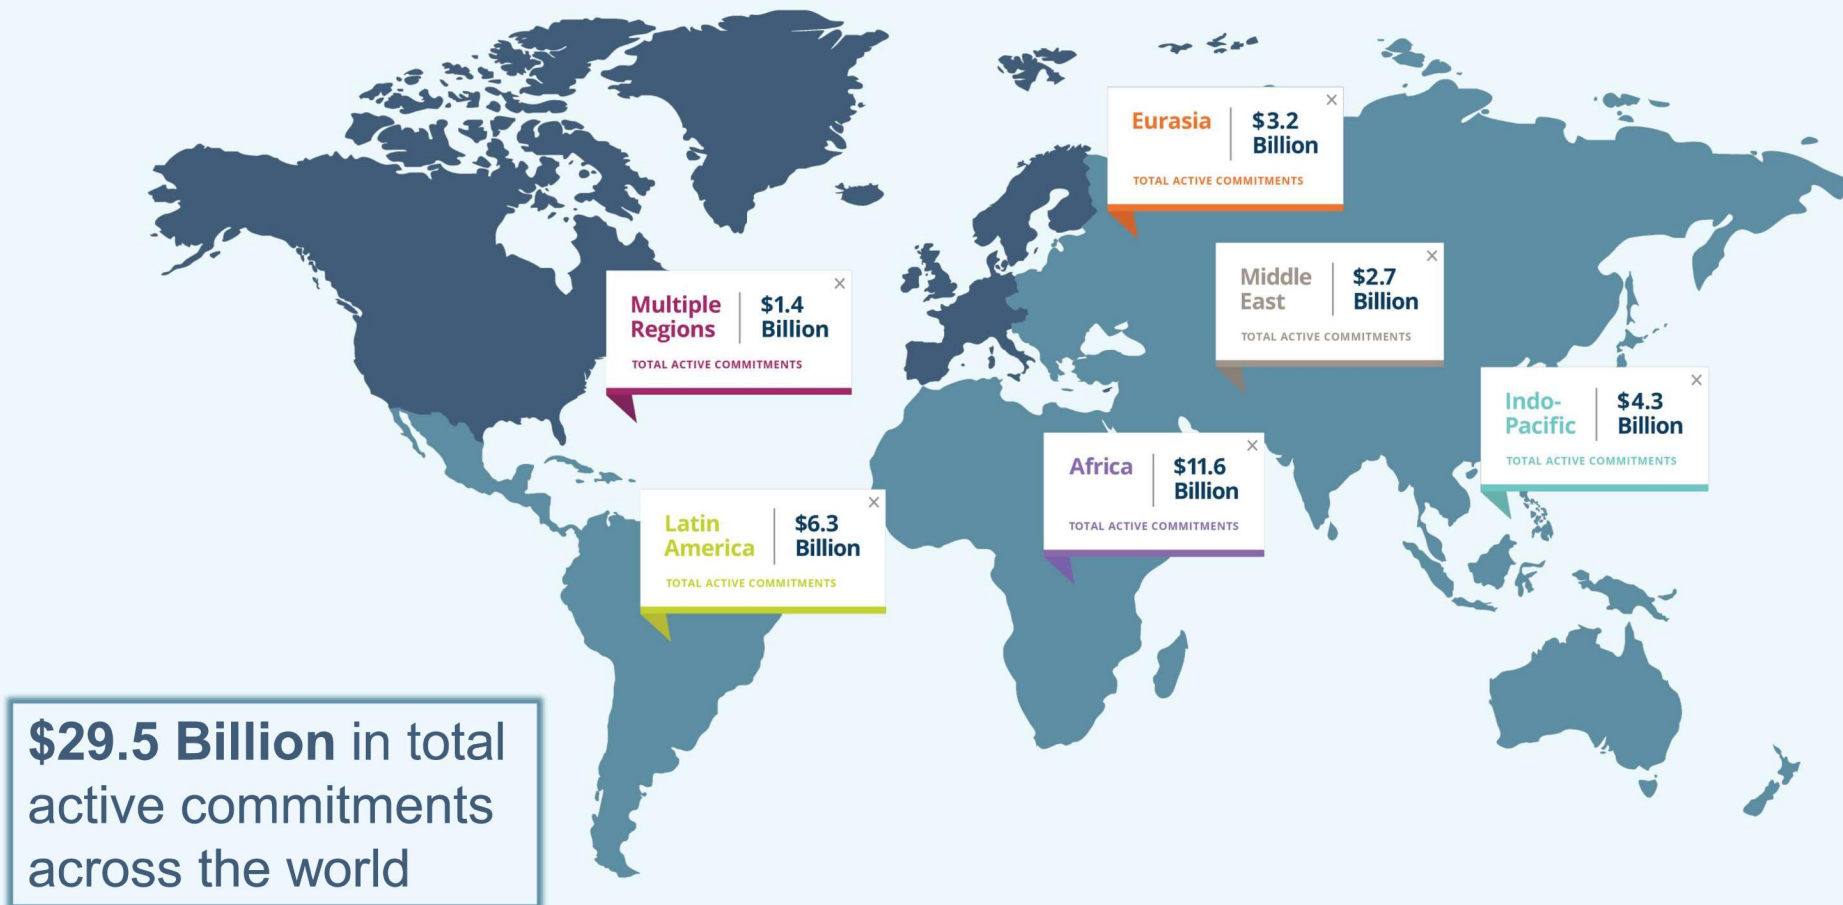 Eurasia
$3.2
Billion
TOTAL ACTIVE COMMITMENTS
Middle
East
$2.7
Billion
TOTAL ACTIVE COMMITMENTS
Multiple
Regions
$1.4
Billion
TOTAL ACTIVE COMMITMENTS
Indo-
Pacific
$4.3
Billion
TOTAL ACTIVE COMMITMENTS
Africa
$11.6
Billion
TOTAL ACTIVE COMMITMENTS
Latin
America
$6.3
Billion
TOTAL ACTIVE COMMITMENTS
$29.5 Billion in total
active commitments
across the world